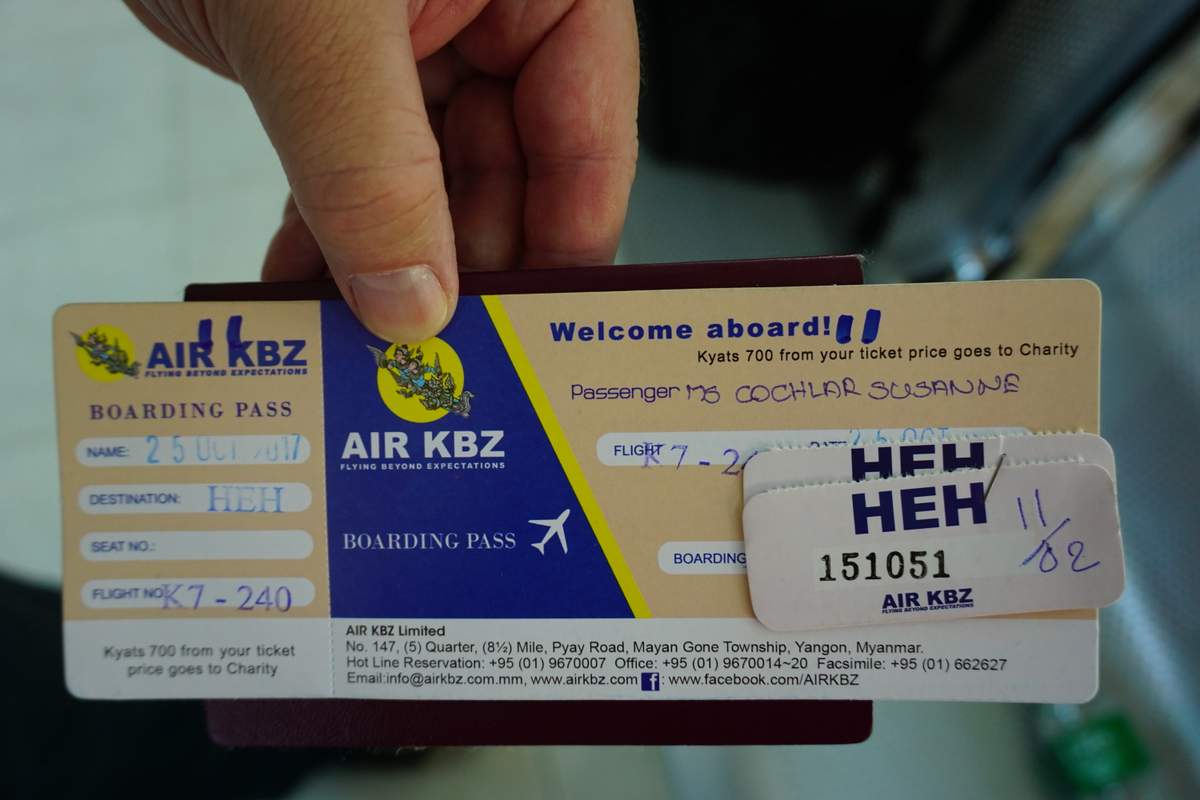 AIR KBZ
FLYING BEYOND EXPECTATIONS
BOARDING PASS
NAME: 25 OCT 2017
DESTINATION: HEH
SEAT NO.:
FLIGHT NO K7-240
Kyats 700 from your ticket
price goes to Charity
AIR KBZ
FLYING BEYOND EXPECTATIONS
BOARDING PASS
Welcome aboard! 11
Kyats 700 from your ticket price goes to Charity
Passenger MS COCHLAR SUSANNE
FLIGHT K7-24
BOARDING
HEH
HEH
11/02
151051
AIR KBZ
FLYING BEYOND EXPECTATIONS
AIR KBZ Limited
No. 147, (5) Quarter, (8½) Mile, Pyay Road, Mayan Gone Township, Yangon, Myanmar.
Hot Line Reservation: +95 (01) 9670007 Office: +95 (01) 9670014~20 Facsimile: +95 (01) 662627
Email:info@airkbz.com.mm, www.airkbz.com f : www.facebook.com/AIRKBZ